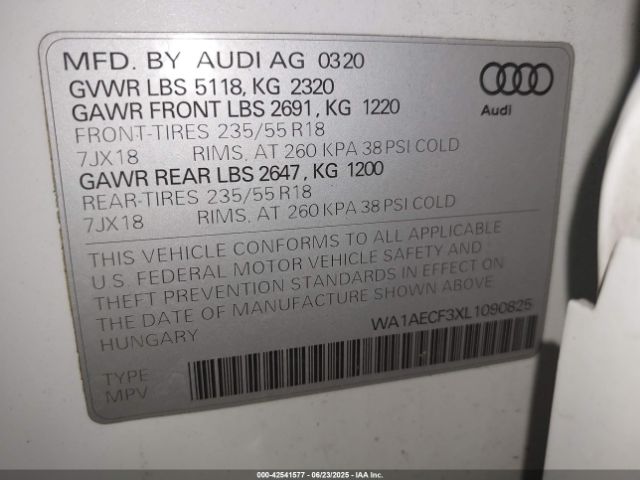 MFD. BY AUDI AG 0320
GVWR LBS 5118, KG 2320
GAWR FRONT LBS 2691, KG 1220
FRONT-TIRES 235/55 R18
7JX18 RIMS, AT 260 KPA 38 PSI COLD
GAWR REAR LBS 2647, KG 1200
REAR-TIRES 235/55 R18
7JX18 RIMS, AT 260 KPA 38 PSI COLD
Audi
THIS VEHICLE CONFORMS TO ALL APPLICABLE
U.S. FEDERAL MOTOR VEHICLE SAFETY AND
THEFT PREVENTION STANDARDS IN EFFECT ON
THE DATE OF MANUFACTURE SHOWN ABOVE
HUNGARY
WA1AECF3XL1090825
TYPE
MPV
000-42541577 - 06/23/2025 - IAA Inc.